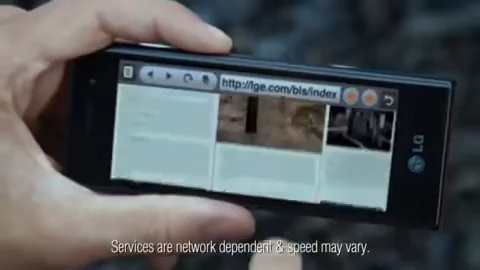 http://lge.com/bls/index
LG
Services are network dependent & speed may vary.